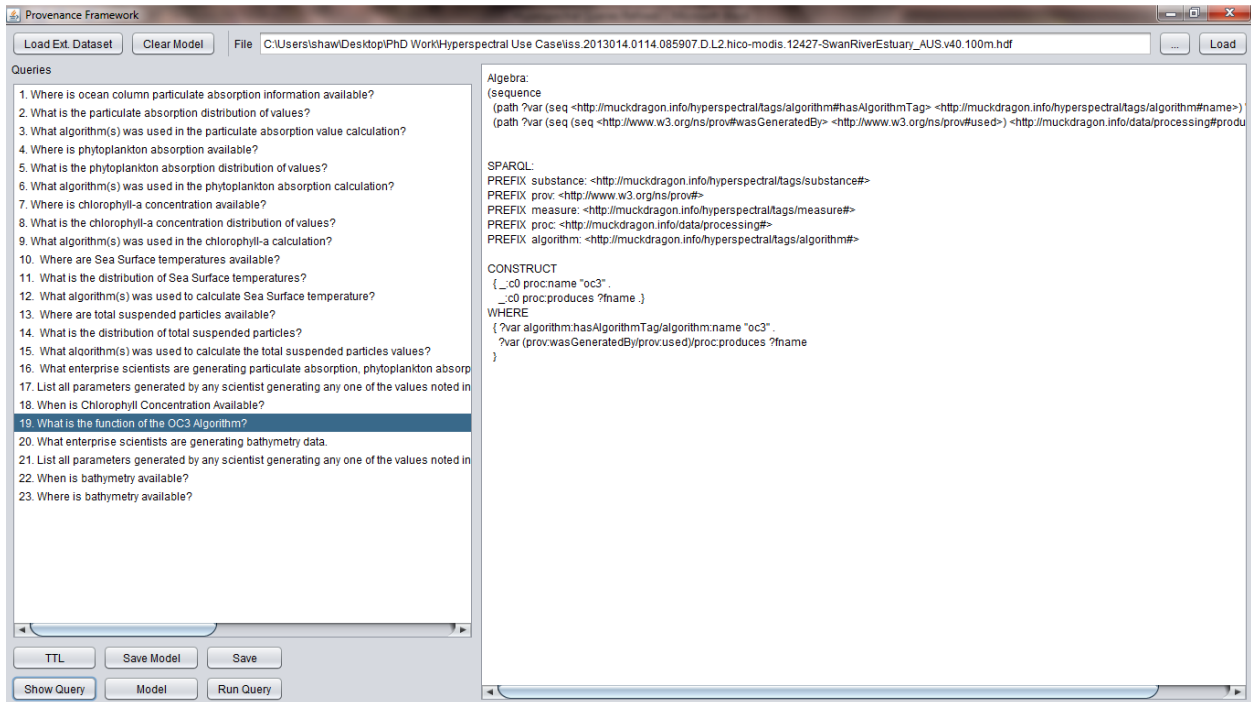 Provenance Framework
Load Ext. Dataset Clear Model File C:\Users\shaw\Desktop\PhD Work\Hyperspectral Use Case\iss.2013014.0114.085907.D.L2.hico-modis.12427-SwanRiverEstuary_AUS.v40.100m.hdf ... Load
Queries
1. Where is ocean column particulate absorption information available?
2. What is the particulate absorption distribution of values?
3. What algorithm(s) was used in the particulate absorption value calculation?
4. Where is phytoplankton absorption available?
5. What is the phytoplankton absorption distribution of values?
6. What algorithm(s) was used in the phytoplankton absorption calculation?
7. Where is chlorophyll-a concentration available?
8. What is the chlorophyll-a concentration distribution of values?
9. What algorithm(s) was used in the chlorophyll-a calculation?
10. Where are Sea Surface temperatures available?
11. What is the distribution of Sea Surface temperatures?
12. What algorithm(s) was used to calculate Sea Surface temperature?
13. Where are total suspended particles available?
14. What is the distribution of total suspended particles?
15. What algorithm(s) was used to calculate the total suspended particles values?
16. What enterprise scientists are generating particulate absorption, phytoplankton absorp
17. List all parameters generated by any scientist generating any one of the values noted in
18. When is Chlorophyll Concentration Available?
19. What is the function of the OC3 Algorithm?
20. What enterprise scientists are generating bathymetry data.
21. List all parameters generated by any scientist generating any one of the values noted in
22. When is bathymetry available?
23. Where is bathymetry available?
TTL Save Model Save
Show Query Model Run Query
Algebra:
(sequence
(path ?var (seq <http://muckdragon.info/hyperspectral/tags/algorithm#hasAlgorithmTag> <http://muckdragon.info/hyperspectral/tags/algorithm#name>)
(path ?var (seq (seq <http://www.w3.org/ns/prov#wasGeneratedBy> <http://www.w3.org/ns/prov#used>) <http://muckdragon.info/data/processing#produ
SPARQL:
PREFIX substance: <http://muckdragon.info/hyperspectral/tags/substance#>
PREFIX prov: <http://www.w3.org/ns/prov#>
PREFIX measure: <http://muckdragon.info/hyperspectral/tags/measure#>
PREFIX proc: <http://muckdragon.info/data/processing#>
PREFIX algorithm: <http://muckdragon.info/hyperspectral/tags/algorithm#>
CONSTRUCT
{ _:c0 proc:name "oc3" .
_:c0 proc:produces ?fname .}
WHERE
{ ?var algorithm:hasAlgorithmTag/algorithm:name "oc3" .
?var (prov:wasGeneratedBy/prov:used)/proc:produces ?fname
}